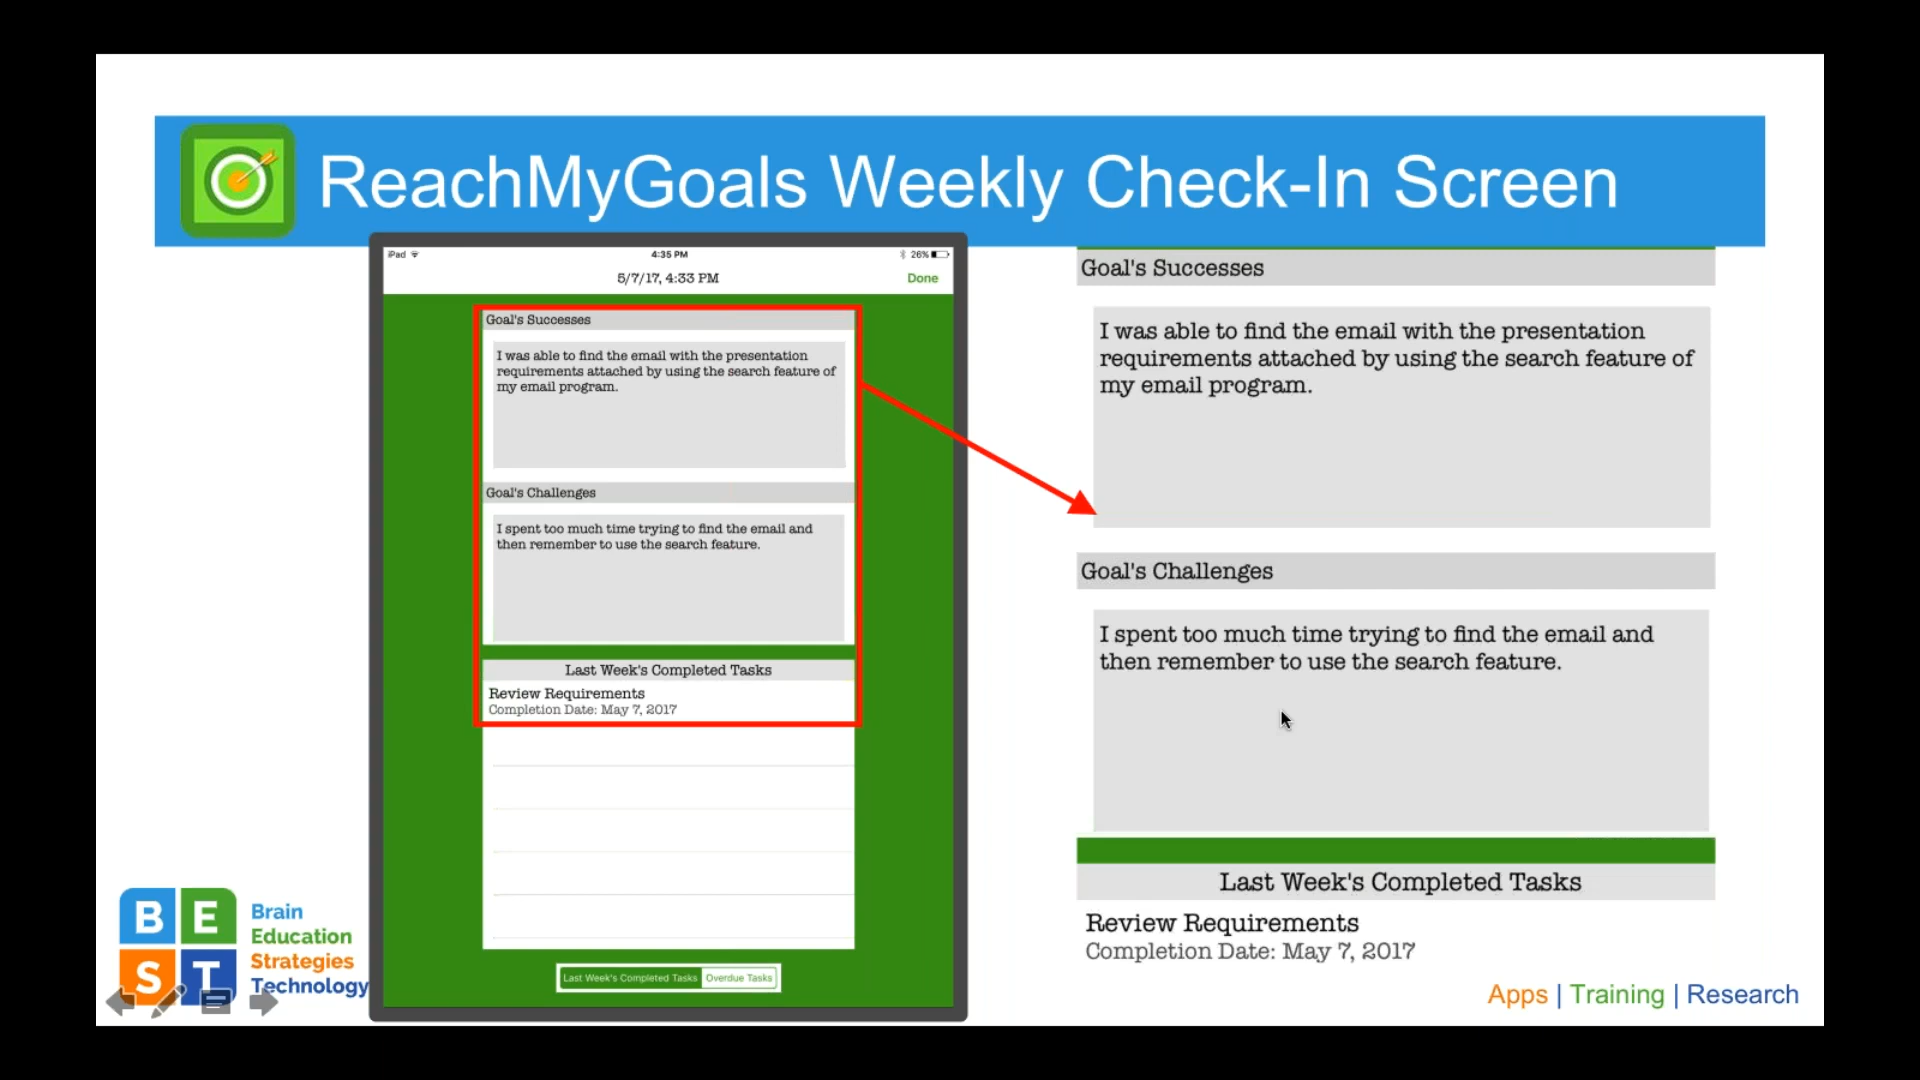 ReachMyGoals Weekly Check-In Screen
iPad
4:35 PM
26%
5/7/17, 4:33 PM
Done
Goal's Successes
I was able to find the email with the presentation
requirements attached by using the search feature of
my email program.
Goal's Challenges
I spent too much time trying to find the email and
then remember to use the search feature.
Last Week's Completed Tasks
Review Requirements
Completion Date: May 7, 2017
Last Week's Completed Tasks
Overdue Tasks
Goal's Successes
I was able to find the email with the presentation
requirements attached by using the search feature of
my email program.
Goal's Challenges
I spent too much time trying to find the email and
then remember to use the search feature.
Last Week's Completed Tasks
Review Requirements
Completion Date: May 7, 2017
B E
S T
Brain
Education
Strategies
Technology
Apps | Training | Research